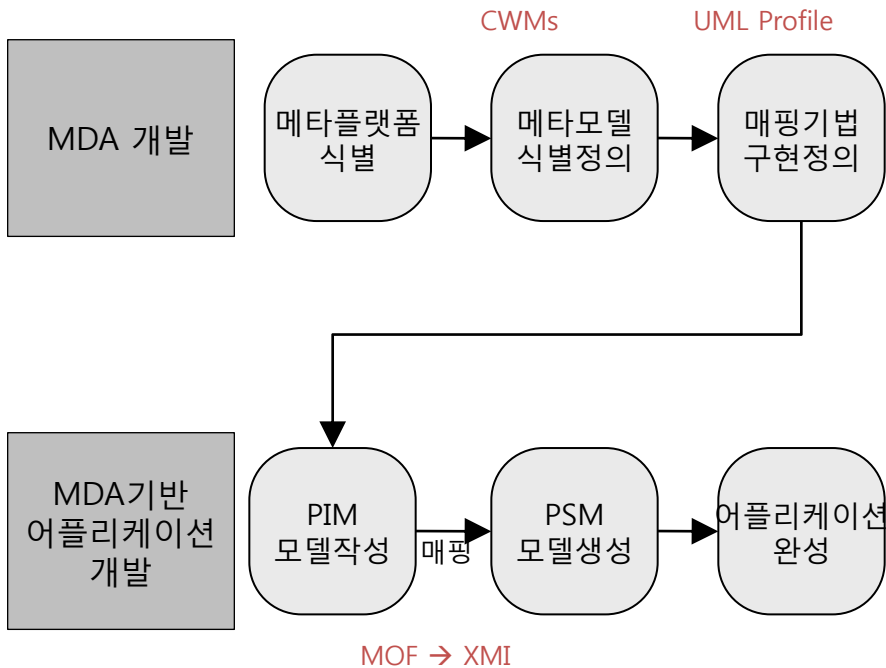 CWMs
UML Profile
MDA 개발
메타플랫폼
식별
메타모델
식별정의
매핑기법
구현정의
MDA기반
어플리케이션
개발
PIM
모델작성
매핑
PSM
모델생성
어플리케이션
완성
MOF → XMI